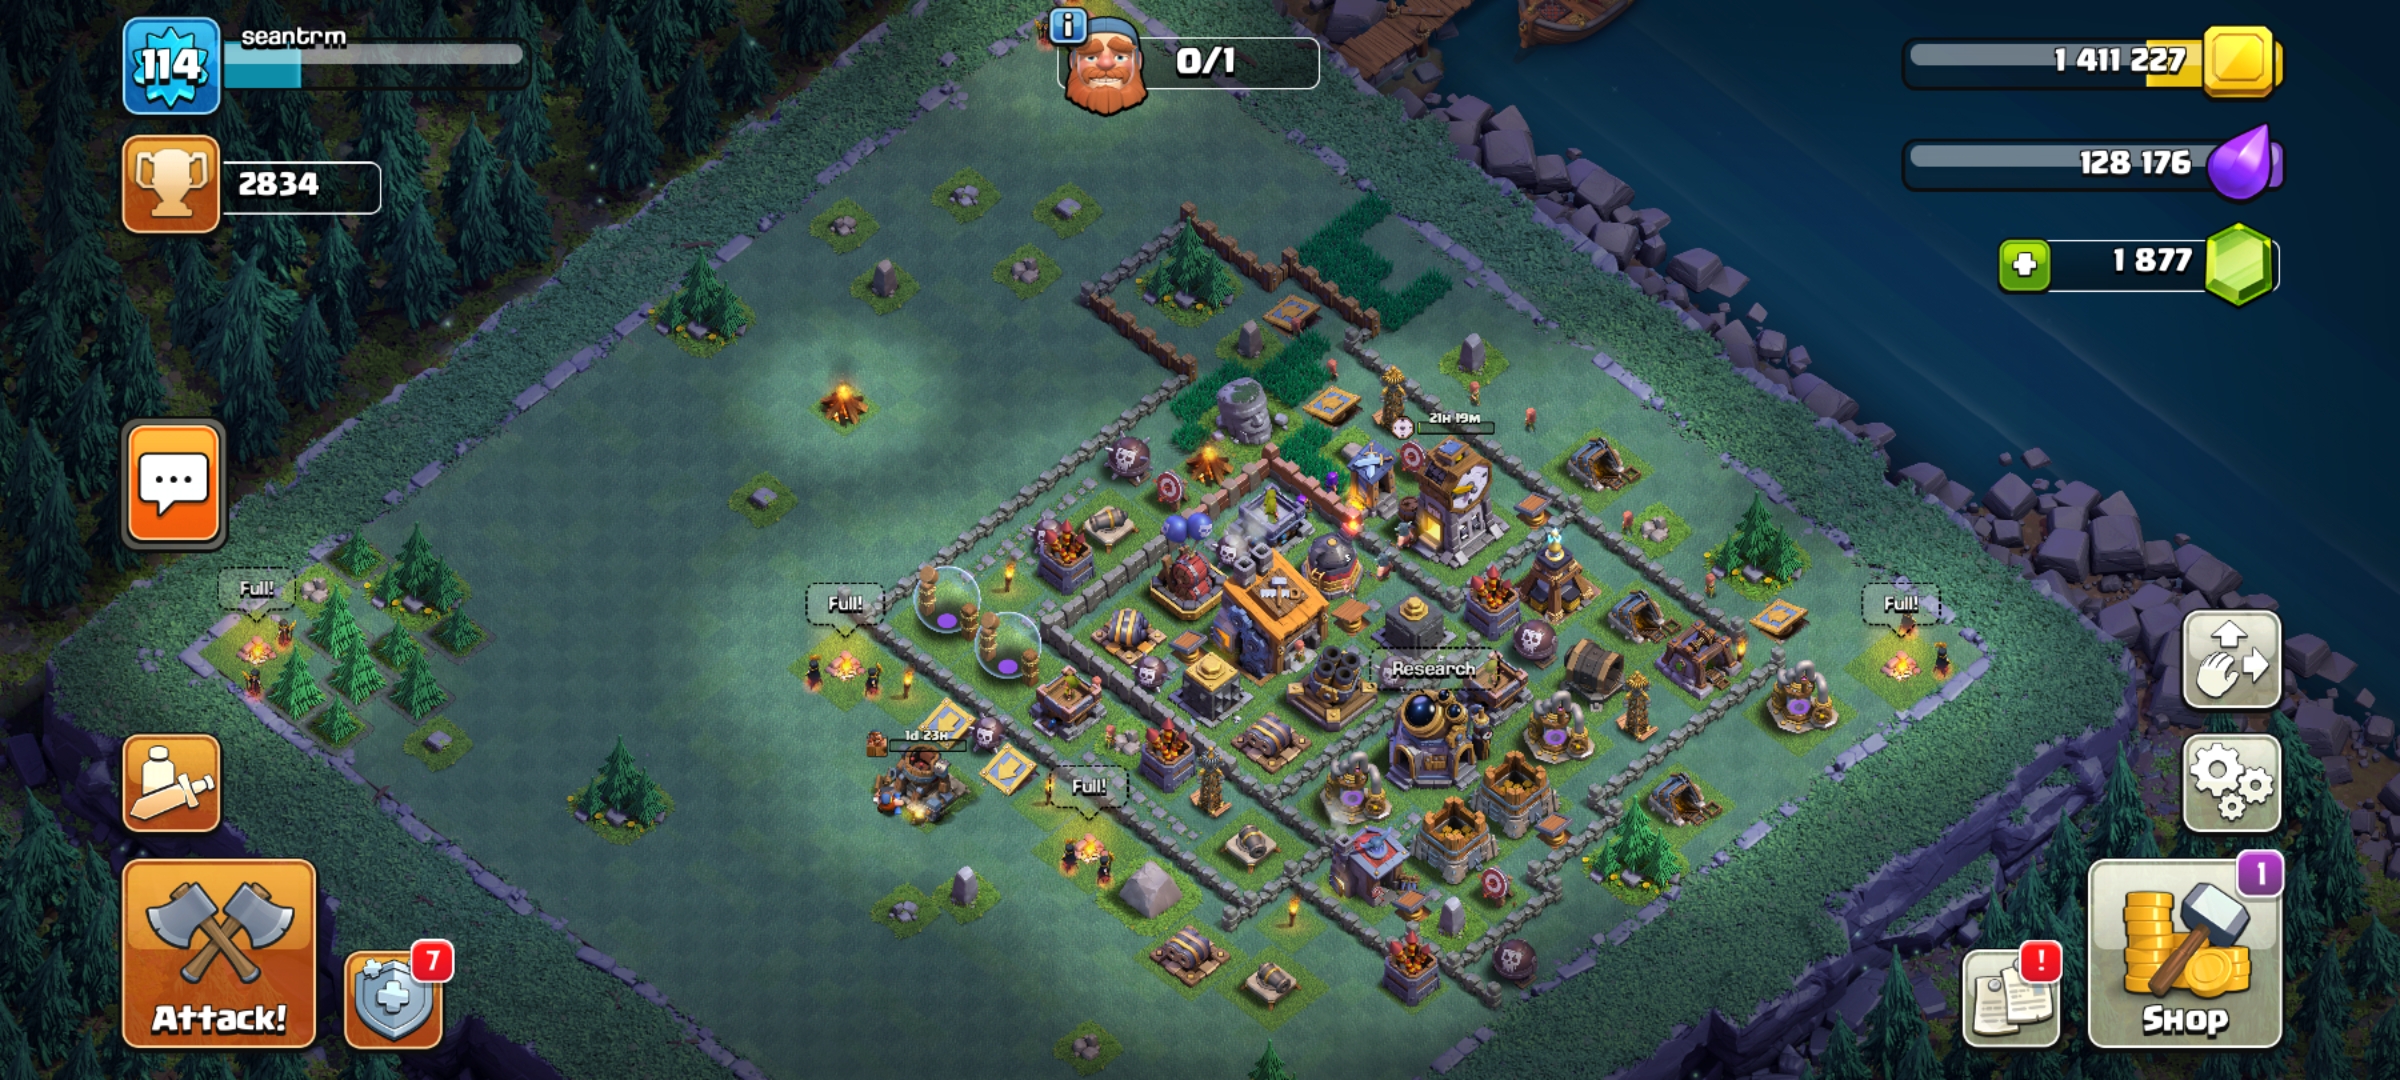 114
seantrm
i
0/1
1 411 227
2834
128 176
1 877
21H 19M
Full!
Full!
Full!
Research
1d 23H
Full!
1
7
!
Attack!
Shop